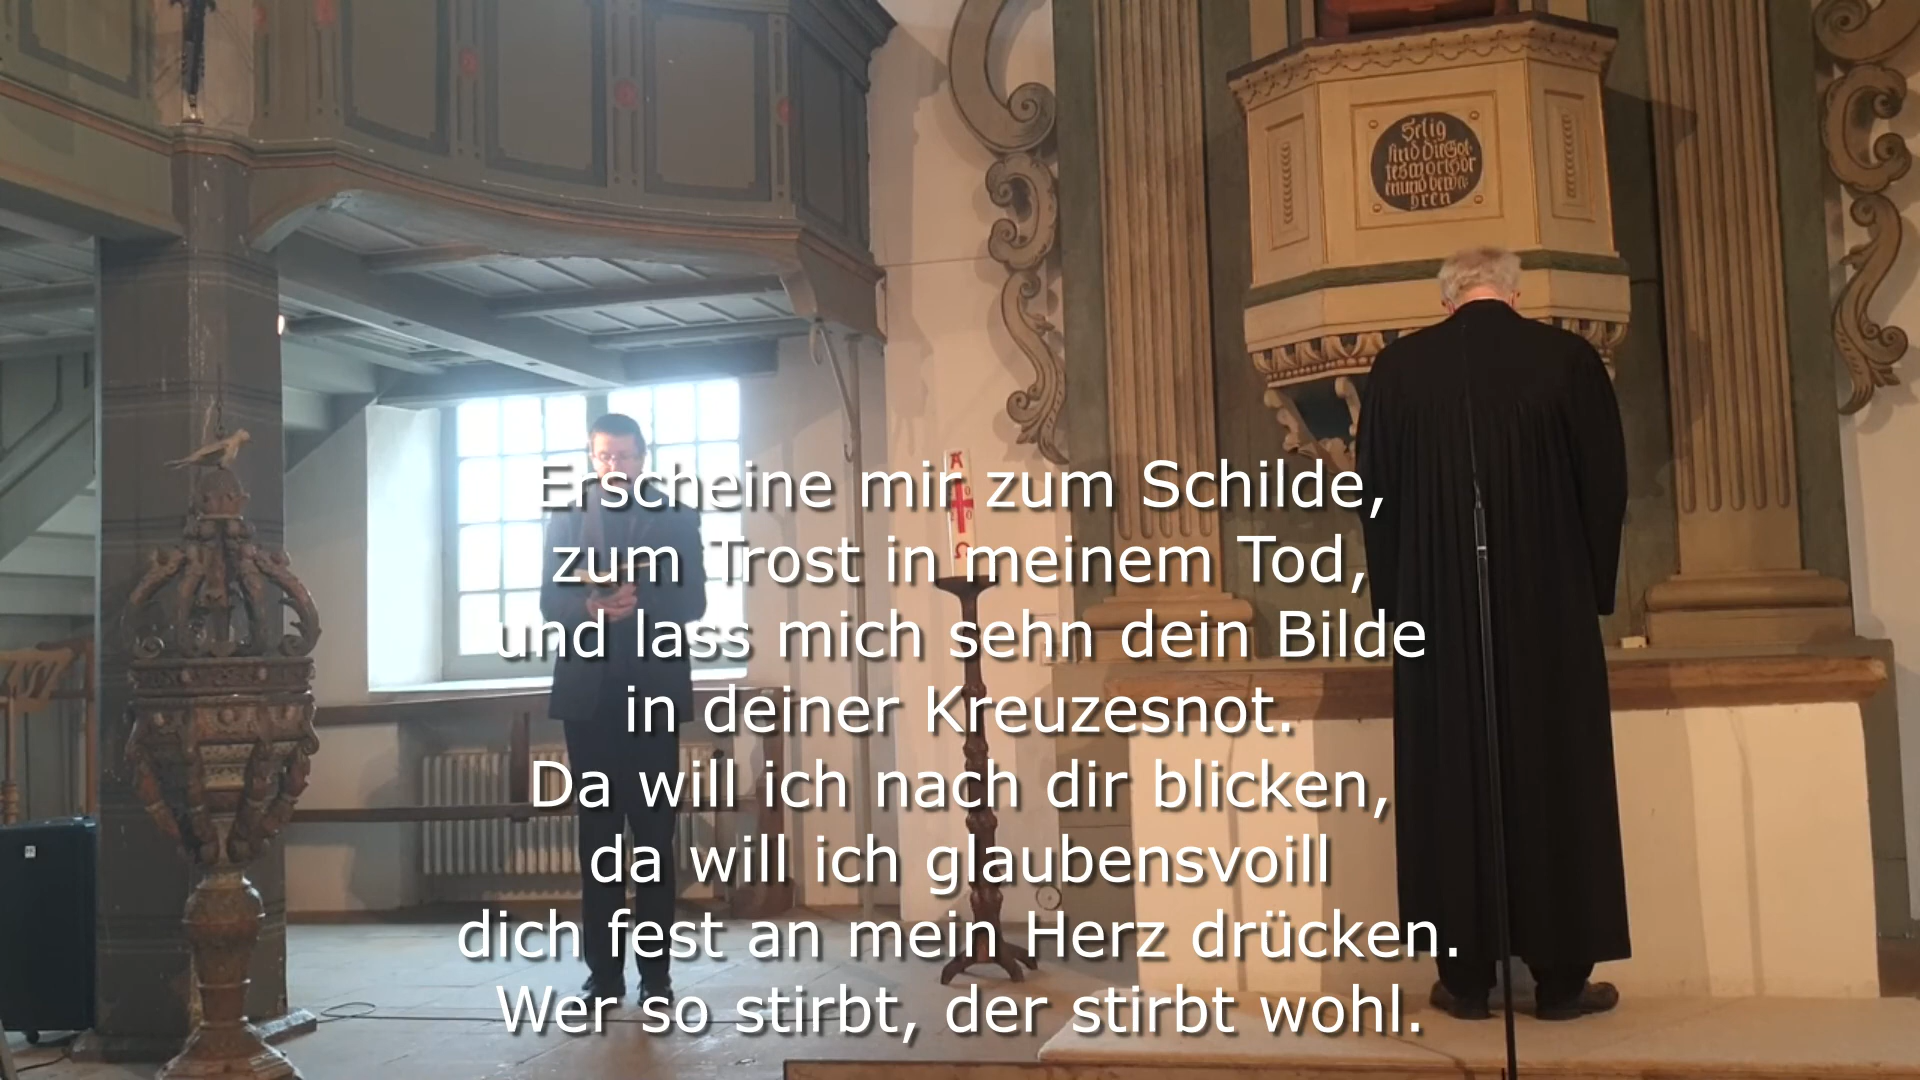 Selig
sind die Got-
tes Wort hör
en und bewa-
hren
Α
Ω
Erscheine mir zum Schilde,
zum Trost in meinem Tod,
und lass mich sehn dein Bilde
in deiner Kreuzesnot.
Da will ich nach dir blicken,
da will ich glaubensvoill
dich fest an mein Herz drücken.
Wer so stirbt, der stirbt wohl.